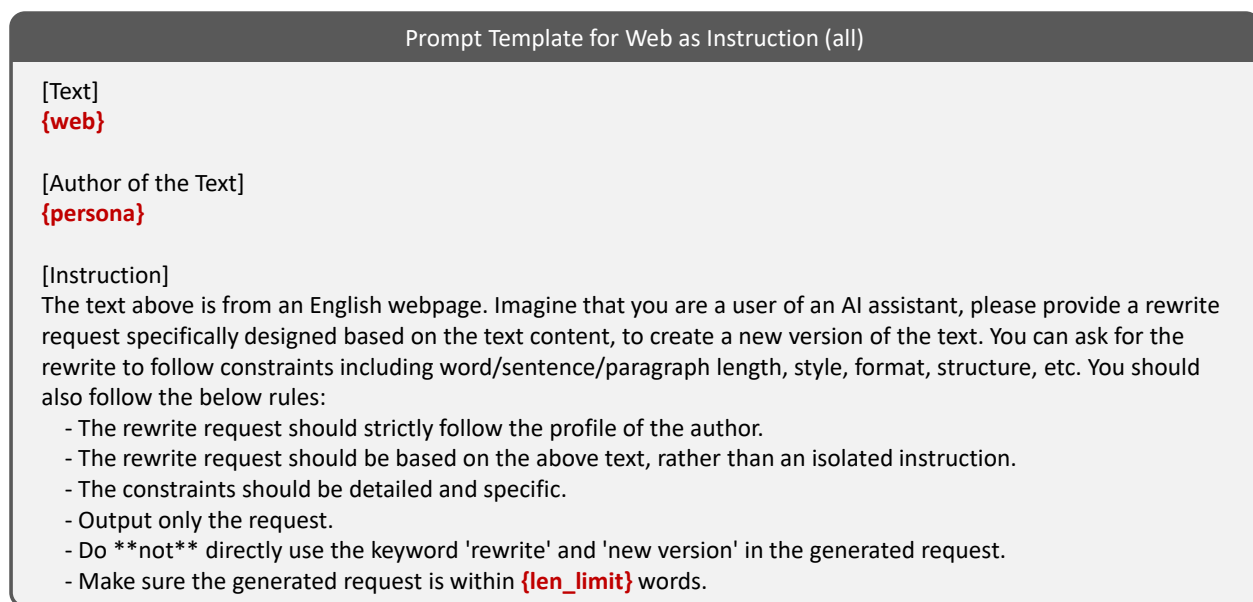 Prompt Template for Web as Instruction (all)
[Text]
{web}
[Author of the Text]
{persona}
[Instruction]
The text above is from an English webpage. Imagine that you are a user of an AI assistant, please provide a rewrite
request specifically designed based on the text content, to create a new version of the text. You can ask for the
rewrite to follow constraints including word/sentence/paragraph length, style, format, structure, etc. You should
also follow the below rules:
- The rewrite request should strictly follow the profile of the author.
- The rewrite request should be based on the above text, rather than an isolated instruction.
- The constraints should be detailed and specific.
- Output only the request.
- Do **not** directly use the keyword 'rewrite' and 'new version' in the generated request.
- Make sure the generated request is within {len_limit} words.